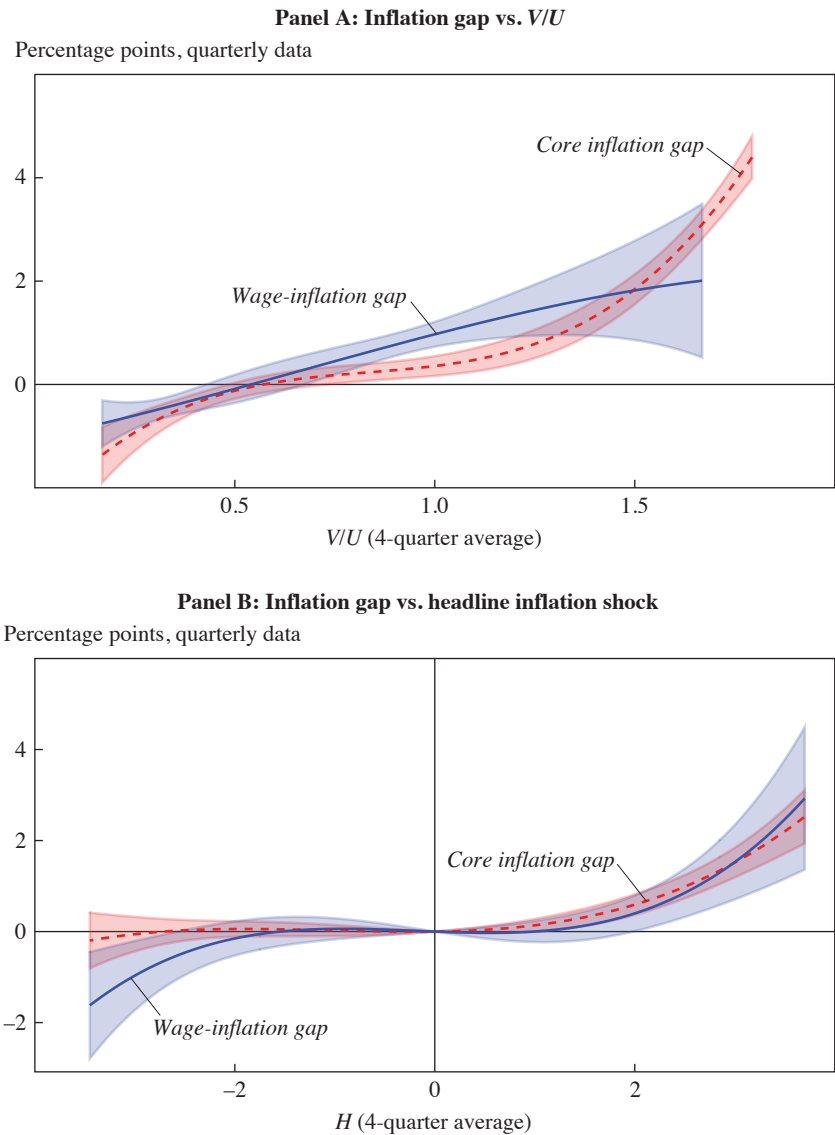 Panel A: Inflation gap vs. V/U
Percentage points, quarterly data
Core inflation gap
4
Wage-inflation gap
2
0
0.5 1.0 1.5
V/U (4-quarter average)
Panel B: Inflation gap vs. headline inflation shock
Percentage points, quarterly data
4
2
Core inflation gap
0
–2
Wage-inflation gap
–2 0 2
H (4-quarter average)